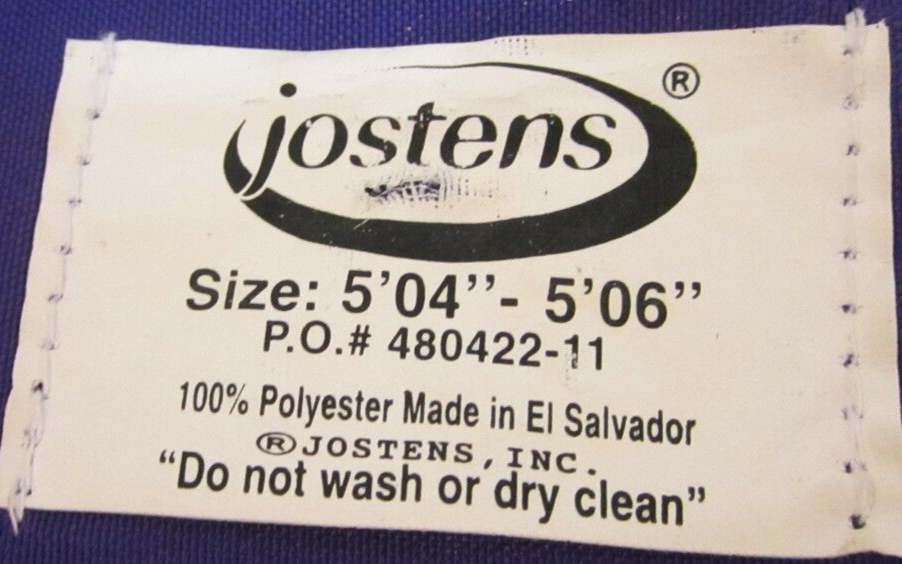 jostens®
Size: 5’04”- 5’06”
P.O.# 480422-11
100% Polyester Made in El Salvador
®JOSTENS, INC.
“Do not wash or dry clean”